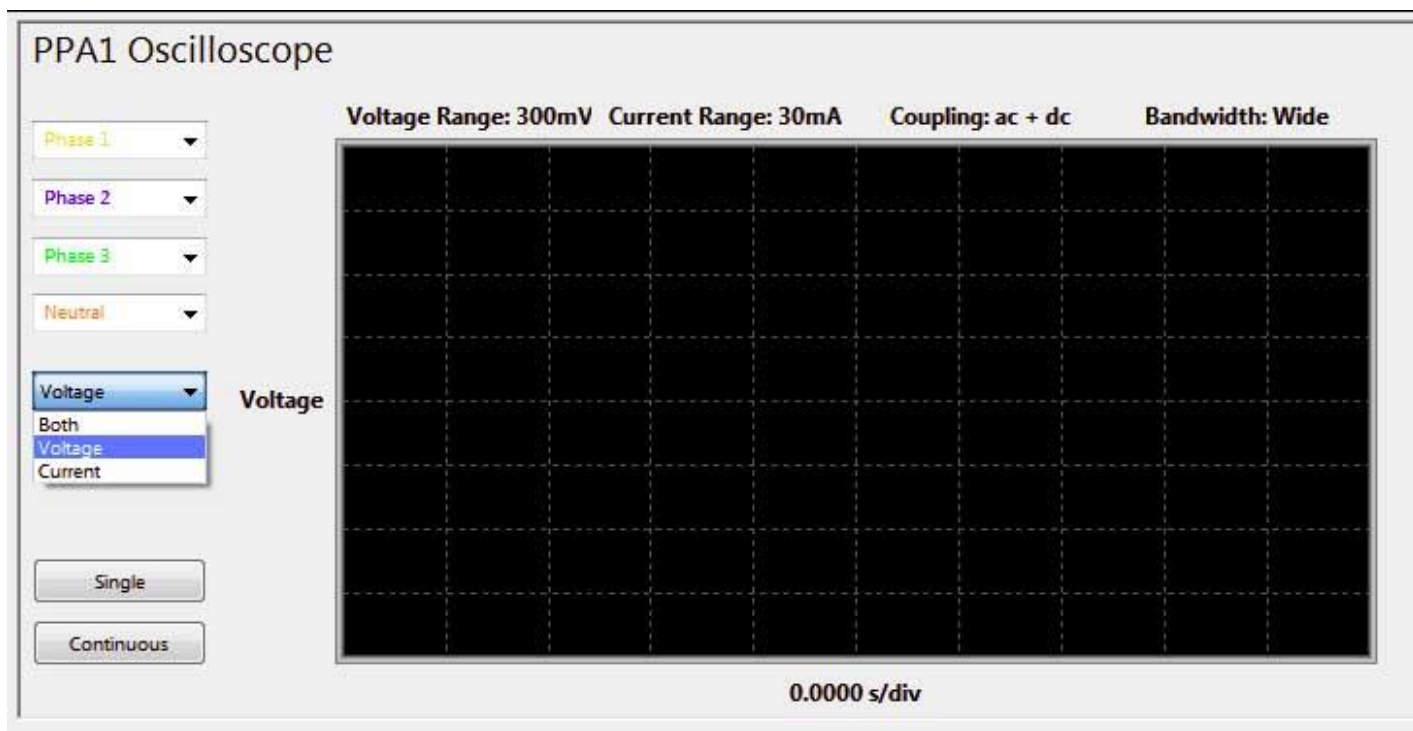 PPA1 Oscilloscope
Voltage Range: 300mV Current Range: 30mA Coupling: ac + dc Bandwidth: Wide
Phase 1
Phase 2
Phase 3
Neutral
Voltage
Both
Voltage
Current
Voltage
Single
Continuous
0.0000 s/div